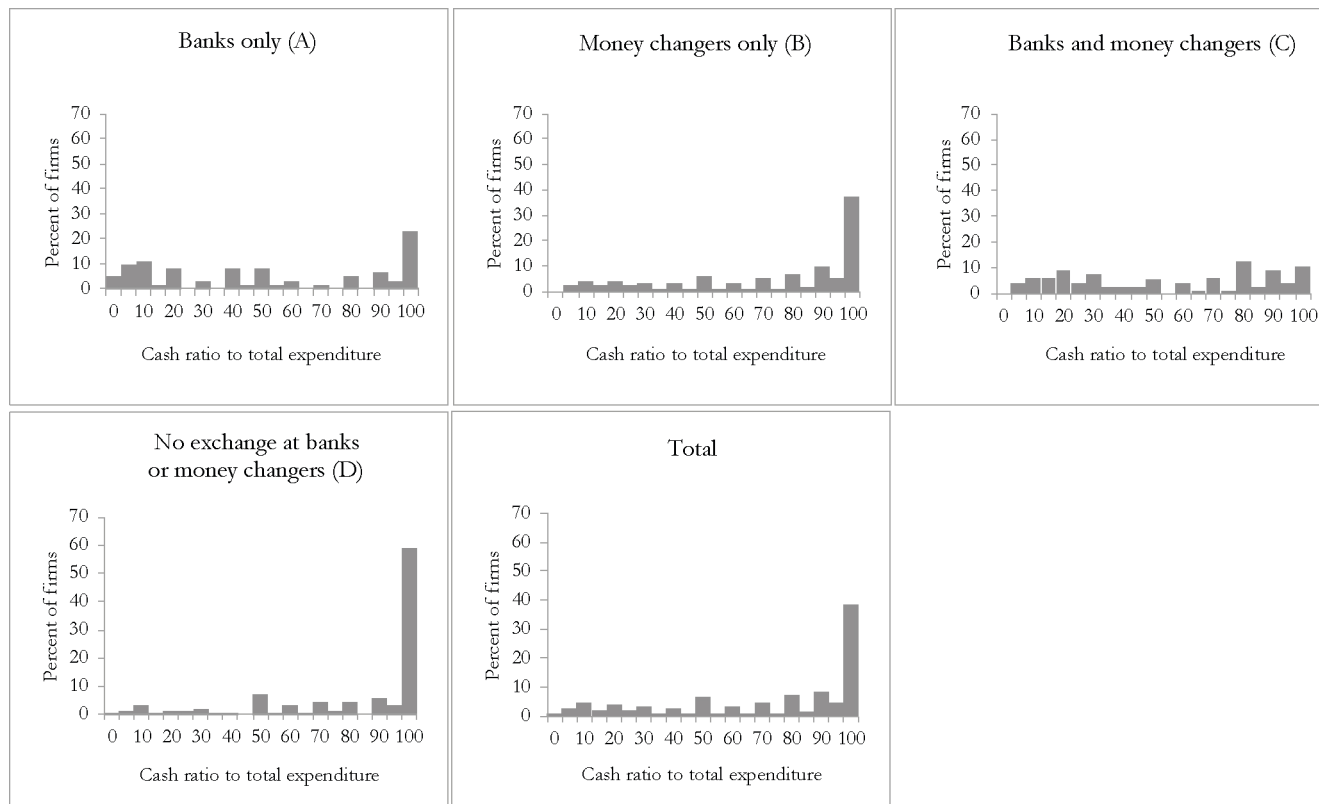 Banks only (A)
Percent of firms
70
60
50
40
30
20
10
0
0 10 20 30 40 50 60 70 80 90 100
Cash ratio to total expenditure
Money changers only (B)
Percent of firms
70
60
50
40
30
20
10
0
0 10 20 30 40 50 60 70 80 90 100
Cash ratio to total expenditure
Banks and money changers (C)
Percent of firms
70
60
50
40
30
20
10
0
0 10 20 30 40 50 60 70 80 90 100
Cash ratio to total expenditure
No exchange at banks
or money changers (D)
Percent of firms
70
60
50
40
30
20
10
0
0 10 20 30 40 50 60 70 80 90 100
Cash ratio to total expenditure
Total
Percent of firms
70
60
50
40
30
20
10
0
0 10 20 30 40 50 60 70 80 90 100
Cash ratio to total expenditure